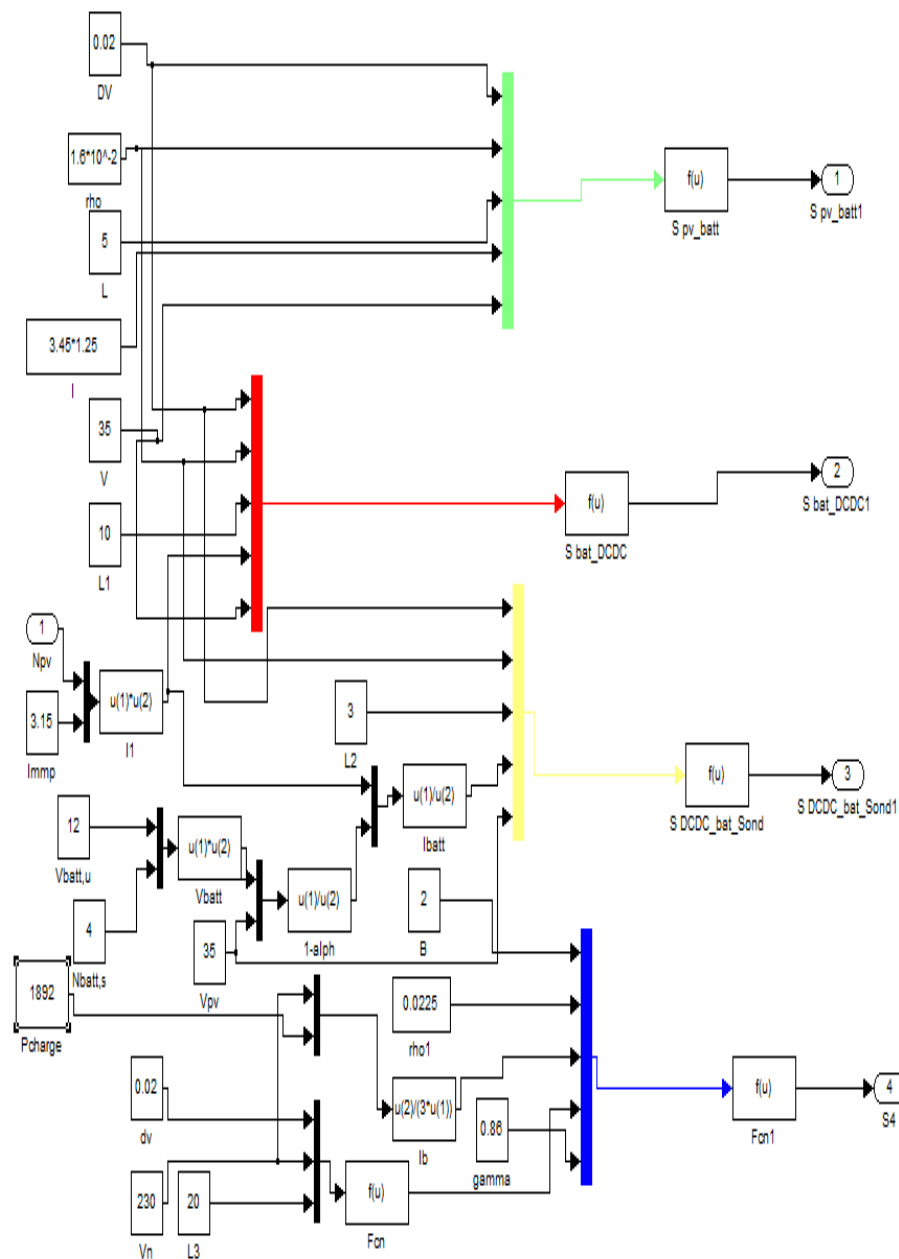 0.02
DV
1.6*10^-2
rho
5
L
3.45*1.25
I
35
V
10
L1
f(u)
S pv_batt
1
S pv_batt1
f(u)
S bat_DCDC
2
S bat_DCDC1
1
Npv
3.15
Immp
u(1)*u(2)
I1
3
L2
u(1)/u(2)
Ibatt
f(u)
S DCDC_bat_Sond
3
S DCDC_bat_Sond1
12
Vbatt,u
4
Nbatt,s
u(1)*u(2)
Vbatt
35
Vpv
u(1)/u(2)
1-alph
2
B
1892
Pcharge
0.0225
rho1
0.02
dv
u(2)/(3*u(1))
Ib
0.86
gamma
230
Vn
20
L3
f(u)
Fcn
f(u)
Fcn1
4
S4